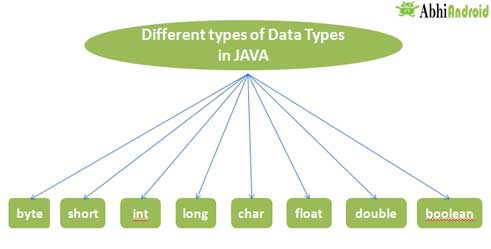 AbhiAndroid
Different types of Data Types
in JAVA
byte short int long char float double boolean